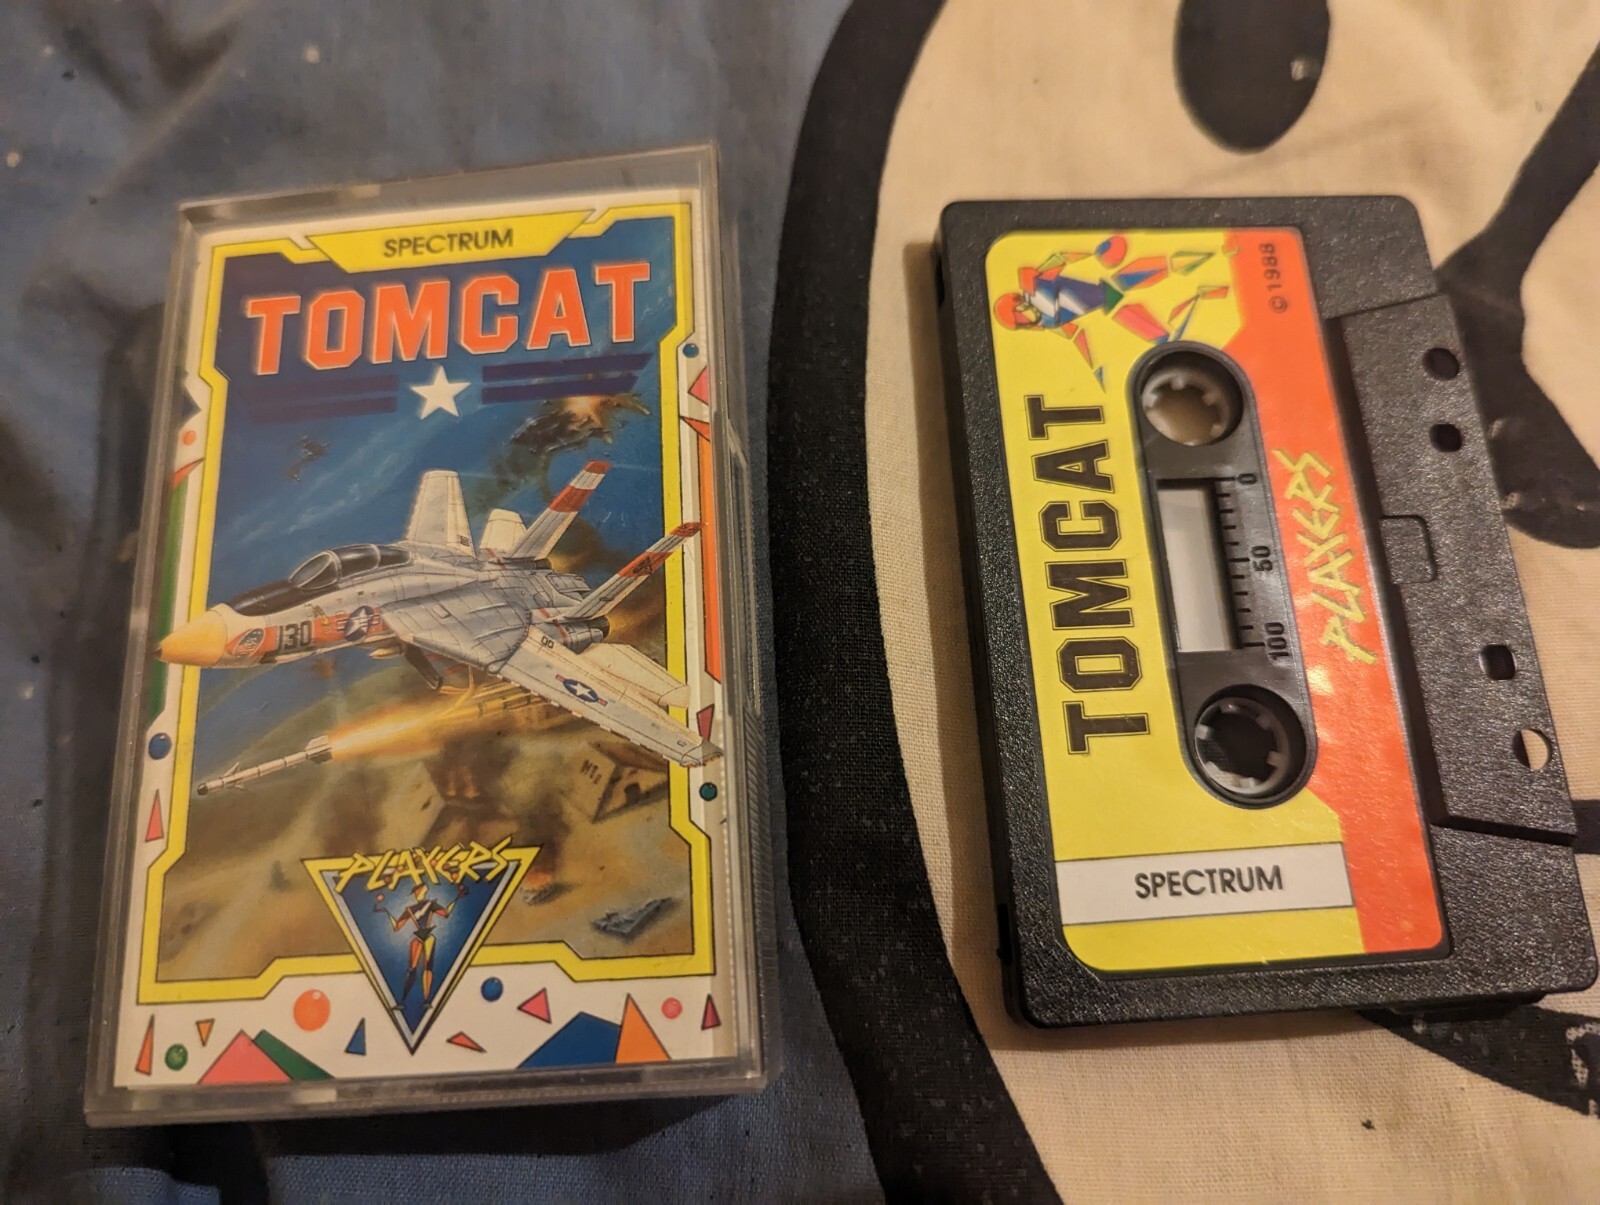 SPECTRUM
TOMCAT
130
PLAYERS
TOMCAT
© 1988
PLAYERS
0
50
100
SPECTRUM